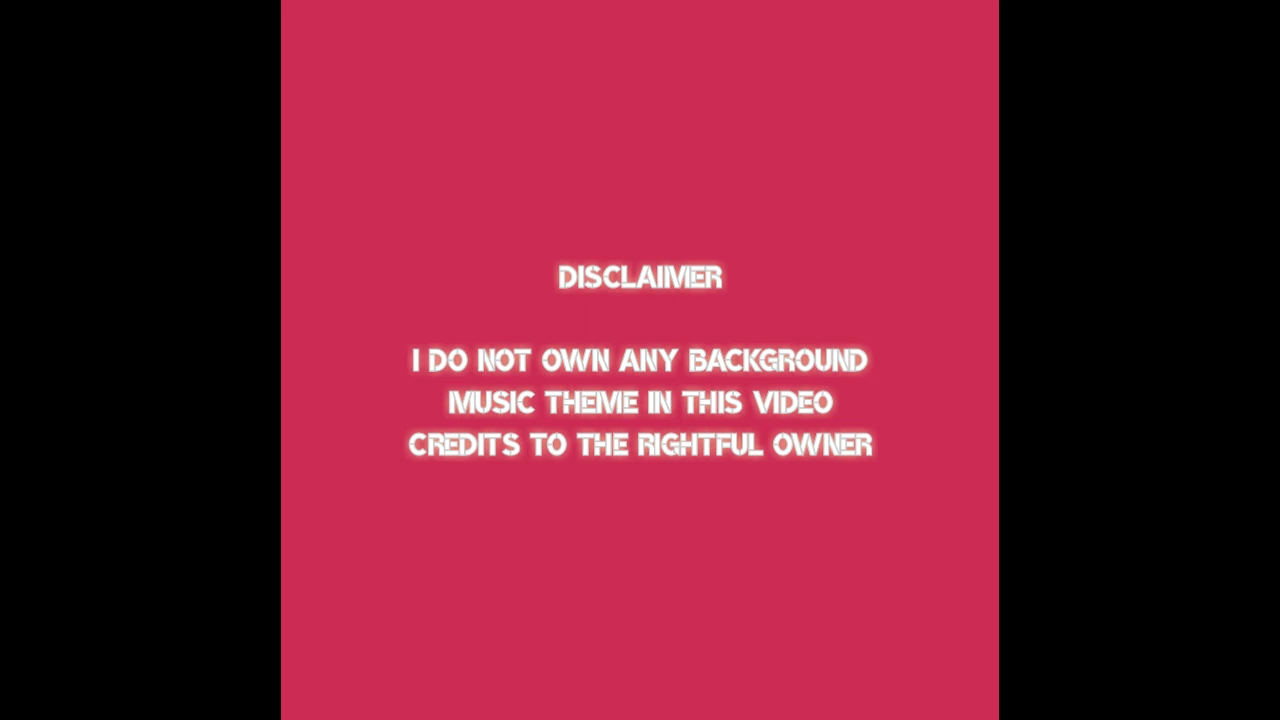 DISCLAIMER
I DO NOT OWN ANY BACKGROUND
MUSIC THEME IN THIS VIDEO
CREDITS TO THE RIGHTFUL OWNER